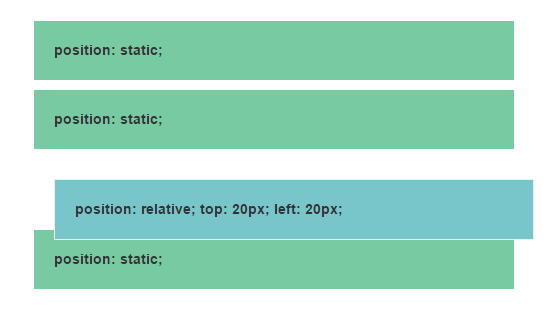 position: static;
position: static;
position: relative; top: 20px; left: 20px;
position: static;